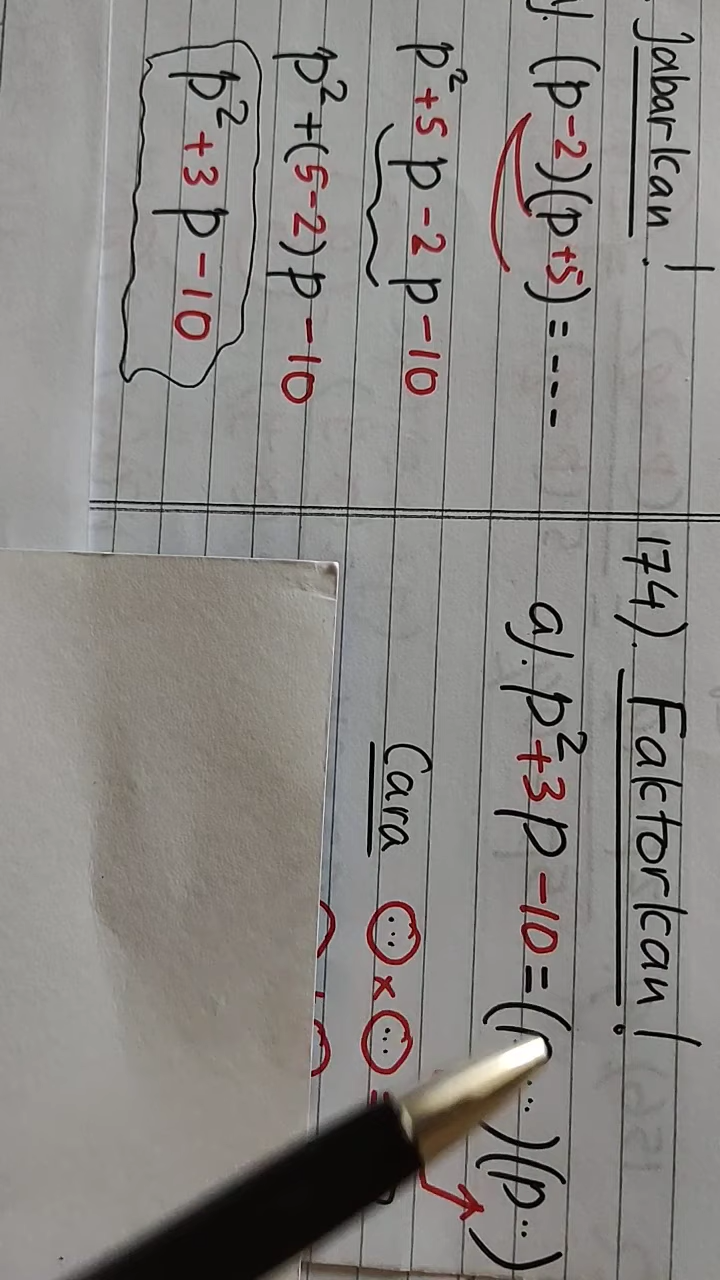 Jabarkan!
(p-2)(p+5)=---
p²+5p-2p-10
p²+(5-2)p-10
p²+3p-10
174). Faktorkan!
a). p²+3p-10=(p...)(p..)
Cara ... x ... =